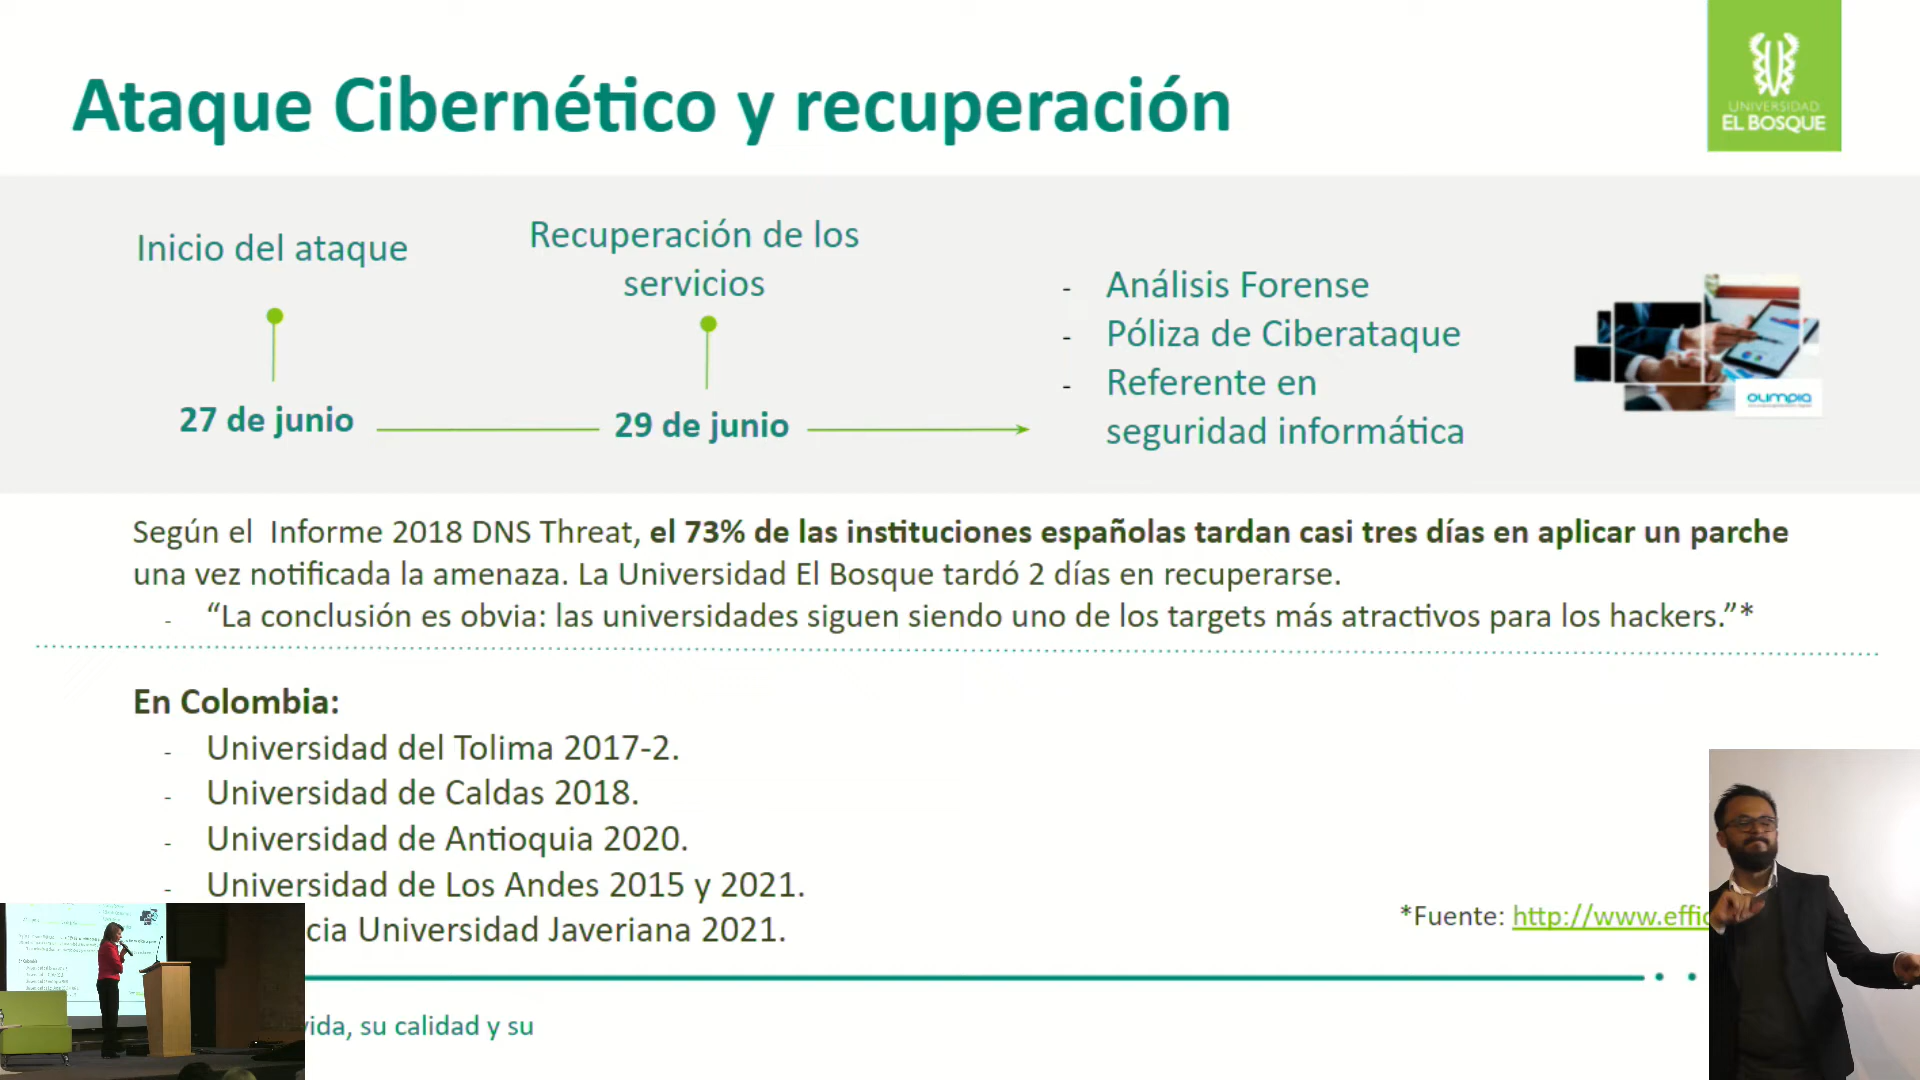 Ataque Cibernético y recuperación
UNIVERSIDAD
EL BOSQUE
Inicio del ataque
Recuperación de los
servicios
27 de junio
29 de junio
- Análisis Forense
- Póliza de Ciberataque
- Referente en
seguridad informática
olimpia
Según el Informe 2018 DNS Threat, el 73% de las instituciones españolas tardan casi tres días en aplicar un parche
una vez notificada la amenaza. La Universidad El Bosque tardó 2 días en recuperarse.
- “La conclusión es obvia: las universidades siguen siendo uno de los targets más atractivos para los hackers.”*
En Colombia:
- Universidad del Tolima 2017-2.
- Universidad de Caldas 2018.
- Universidad de Antioquia 2020.
- Universidad de Los Andes 2015 y 2021.
cia Universidad Javeriana 2021.
*Fuente: http://www.effic
vida, su calidad y su